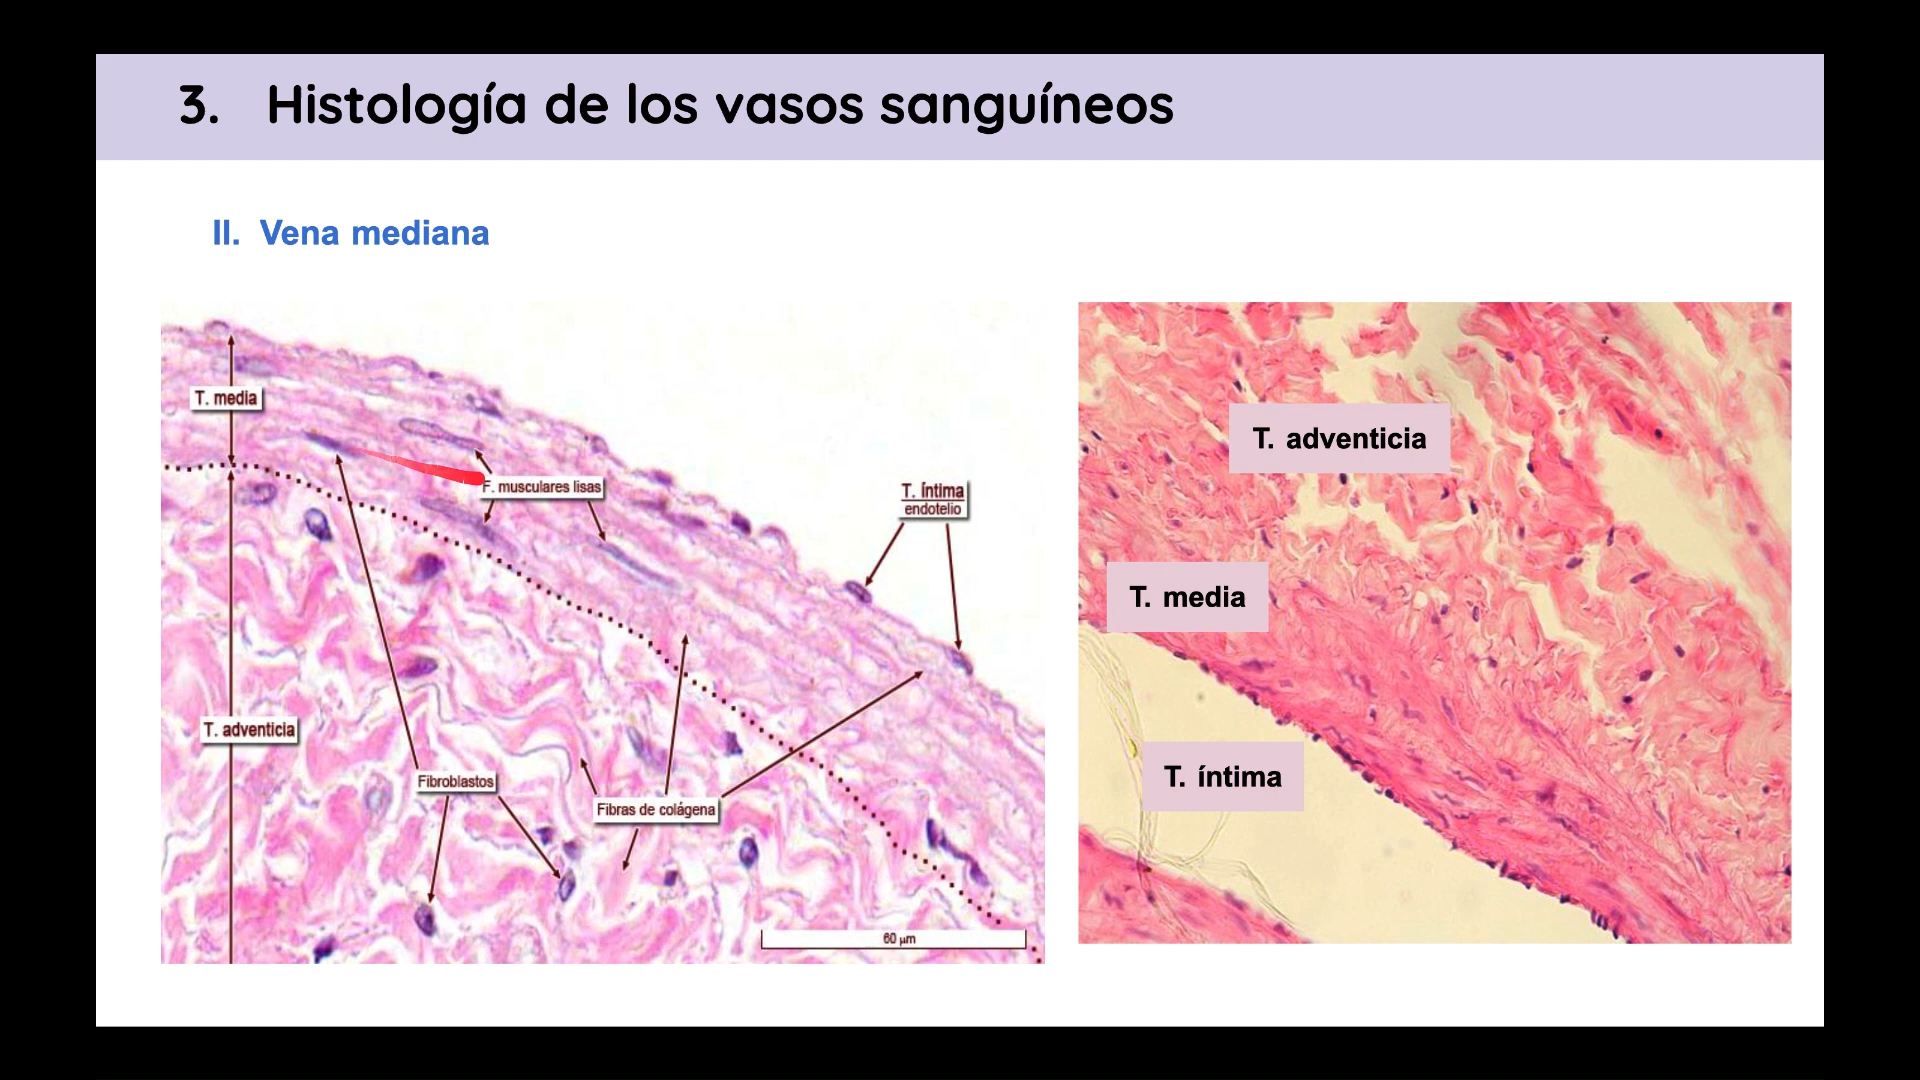 3. Histología de los vasos sanguíneos
II. Vena mediana
T. media
F. musculares lisas
T. íntima
endotelio
T. adventicia
Fibroblastos
Fibras de colágena
60 µm
T. adventicia
T. media
T. íntima